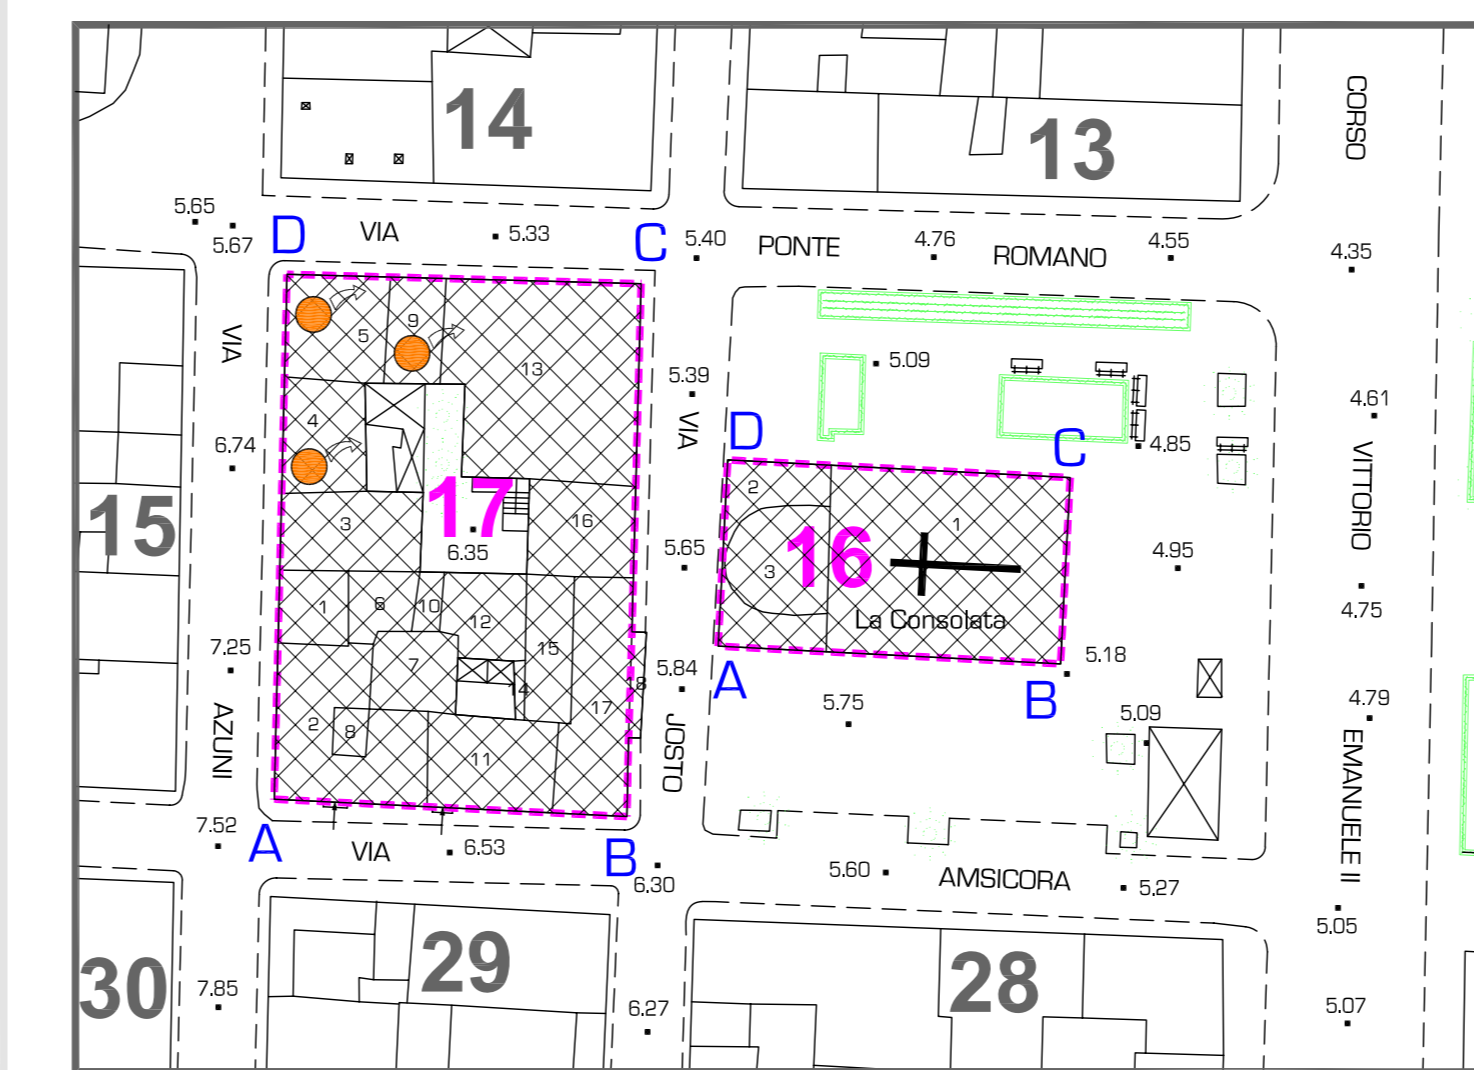 14
13
CORSO
5.65
5.67
D
VIA
5.33
C
5.40
PONTE
4.76
ROMANO
4.55
4.35
VIA
5
9
13
5.39
5.09
4
VIA
D
C
4.85
4.61
6.74
15
17
3
6.35
16
2
1
16
3
La Consolata
5.65
4.95
VITTORIO
4.75
1
6
10
12
15
7
4
7.25
5.84
8
17
A
B
5.18
4.79
5.75
5.09
2
8
11
AZUNI
JOSTO
EMANUELE II
7.52
A
VIA
6.53
B
6.30
5.60
AMSICORA
5.27
5.05
30
29
28
7.85
6.27
5.07